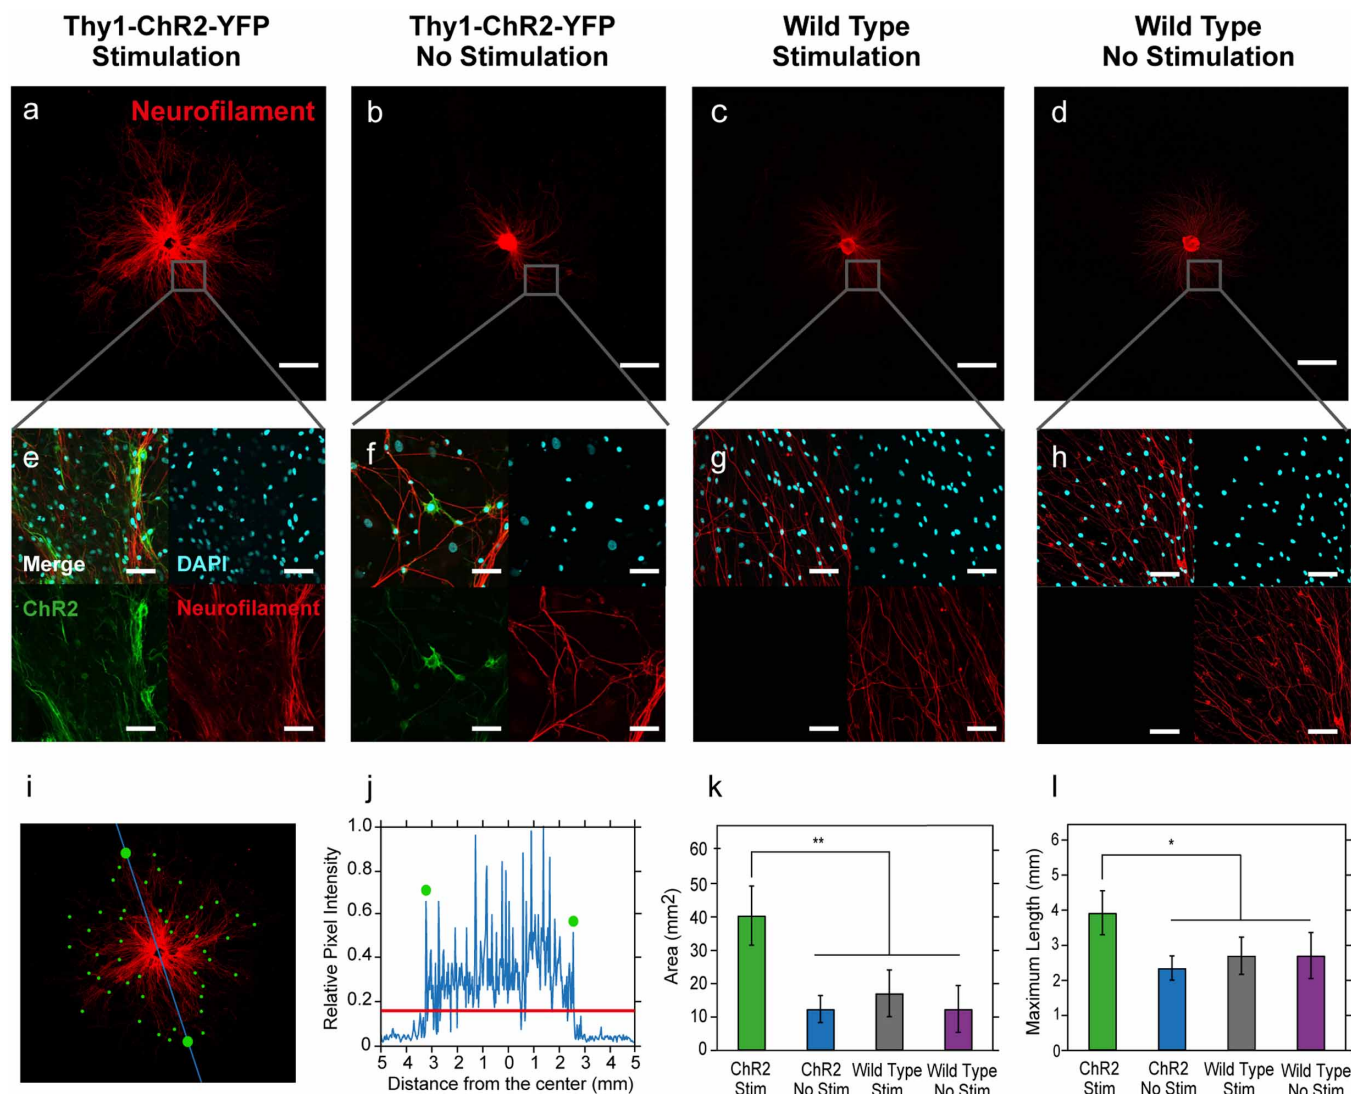 Thy1-ChR2-YFP
Stimulation
Thy1-ChR2-YFP
No Stimulation
Wild Type
Stimulation
Wild Type
No Stimulation
a
Neurofilament
b
c
d
e
Merge
DAPI
ChR2
Neurofilament
f
g
h
i
j
Relative Pixel Intensity
1.0
0.8
0.6
0.4
0.2
0
5 4 3 2 1 0 1 2 3 4 5
Distance from the center (mm)
k
Area (mm2)
60
50
40
30
20
10
0
**
ChR2
Stim
ChR2
No Stim
Wild Type
Stim
Wild Type
No Stim
l
Maximum Length (mm)
6
5
4
3
2
1
0
*
ChR2
Stim
ChR2
No Stim
Wild Type
Stim
Wild Type
No Stim